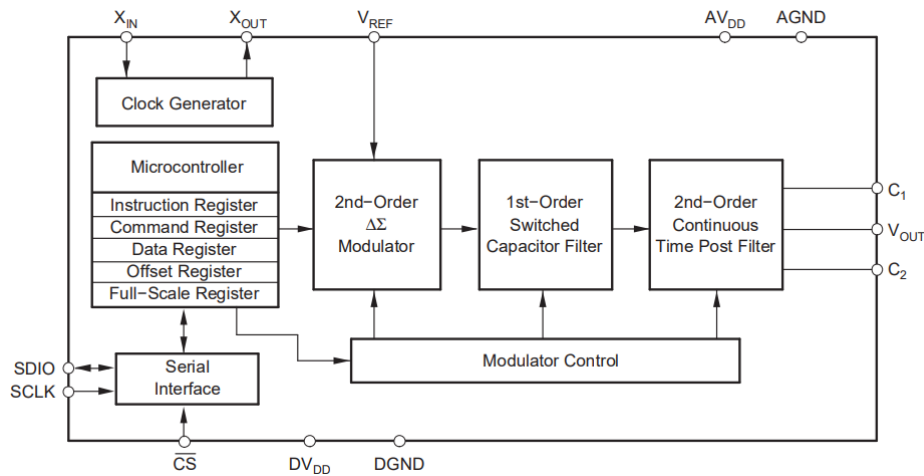 X_IN X_OUT V_REF AV_DD AGND
Clock Generator
Microcontroller
Instruction Register
Command Register
Data Register
Offset Register
Full−Scale Register
2nd−Order
ΔΣ
Modulator
1st−Order
Switched
Capacitor Filter
2nd−Order
Continuous
Time Post Filter
C_1
V_OUT
C_2
Modulator Control
SDIO
SCLK
Serial
Interface
C̅S̅ DV_DD DGND